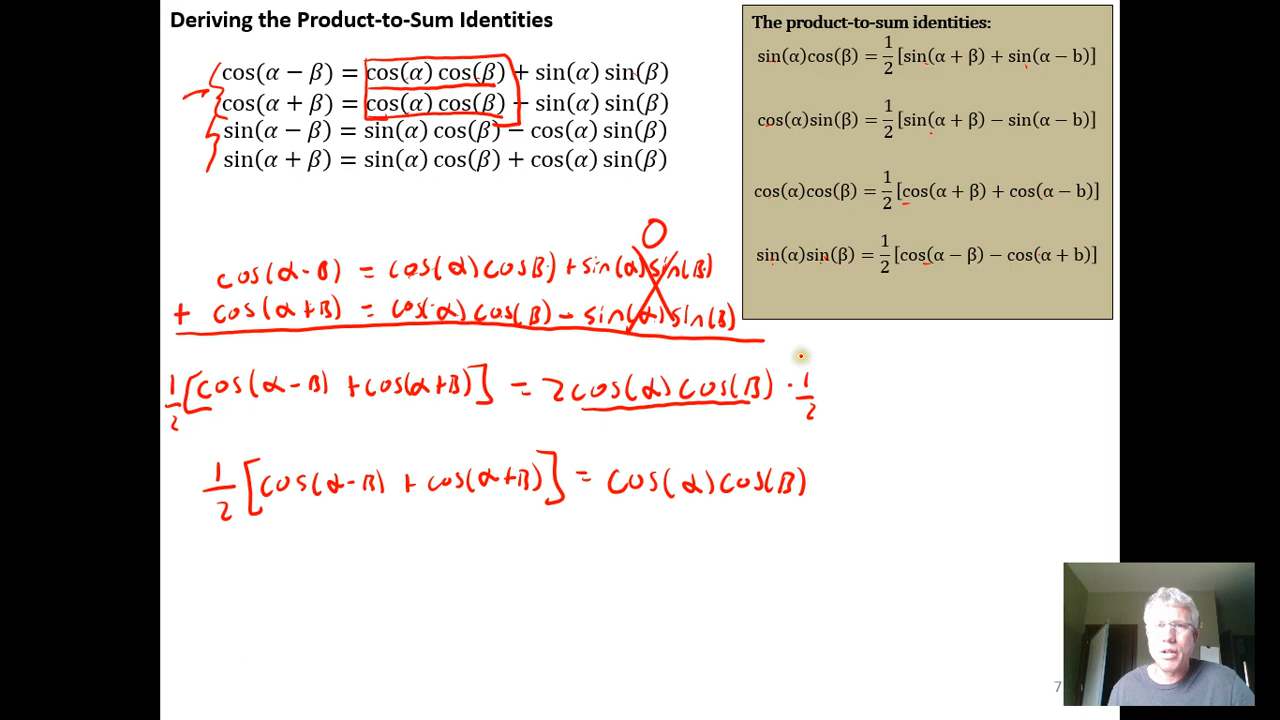 Deriving the Product-to-Sum Identities
cos(α − β) = cos(α) cos(β) + sin(α) sin(β)
cos(α + β) = cos(α) cos(β) − sin(α) sin(β)
sin(α − β) = sin(α) cos(β) − cos(α) sin(β)
sin(α + β) = sin(α) cos(β) + cos(α) sin(β)
The product-to-sum identities:
sin(α)cos(β) = 1/2 [sin(α + β) + sin(α − b)]
cos(α)sin(β) = 1/2 [sin(α + β) − sin(α − b)]
cos(α)cos(β) = 1/2 [cos(α + β) + cos(α − b)]
sin(α)sin(β) = 1/2 [cos(α − β) − cos(α + b)]
0
cos(α-β) = cos(α)cosβ) + sin(α)sin(β)
+ cos(α+β) = cos(α)cos(β) - sin(α)sin(β)
1/2 [cos(α-β) + cos(α+β)] = 2cos(α)cos(β) · 1/2
1/2 [cos(α-β) + cos(α+β)] = cos(α)cos(β)
7